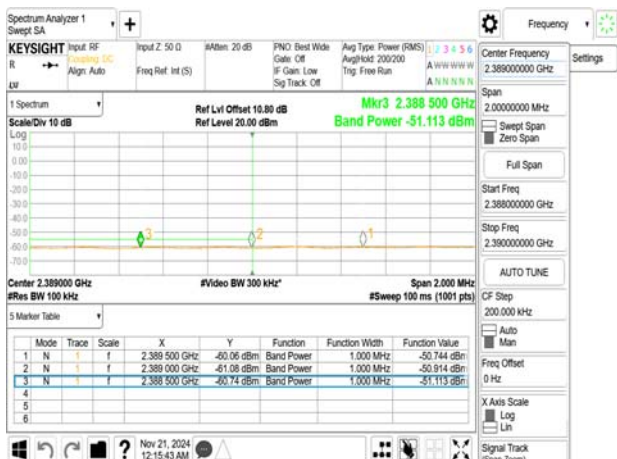 Spectrum Analyzer 1
Swept SA
Frequency
KEYSIGHT Input: RF Input Z: 50 Ω #Atten: 20 dB PNO: Best Wide Avg Type: Power (RMS) 1 2 3 4 5 6
R Coupling: DC Gate: Off Avg|Hold: 200/200 A W W W W W
Align: Auto Freq Ref: Int (S) IF Gain: Low Trig: Free Run
Sig Track: Off A N N N N N
LXI
1 Spectrum
Scale/Div 10 dB
Ref Lvl Offset 10.80 dB
Ref Level 20.00 dBm
Mkr3 2.388 500 GHz
Band Power -51.113 dBm
Log
10.0
0.00
-10.0
-20.0
-30.0
-40.0
-50.0
-60.0
-70.0
3 2 1
Center 2.389000 GHz #Video BW 300 kHz* Span 2.000 MHz
#Res BW 100 kHz #Sweep 100 ms (1001 pts)
5 Marker Table
Mode Trace Scale X Y Function Function Width Function Value
1 N 1 f 2.389 500 GHz -60.06 dBm Band Power 1.000 MHz -50.744 dBm
2 N 1 f 2.389 000 GHz -61.08 dBm Band Power 1.000 MHz -50.914 dBm
3 N 1 f 2.388 500 GHz -60.74 dBm Band Power 1.000 MHz -51.113 dBm
4
5
6
Nov 21, 2024
12:15:43 AM
Center Frequency
2.389000000 GHz
Settings
Span
2.00000000 MHz
Swept Span
Zero Span
Full Span
Start Freq
2.388000000 GHz
Stop Freq
2.390000000 GHz
AUTO TUNE
CF Step
200.000 kHz
Auto
Man
Freq Offset
0 Hz
X Axis Scale
Log
Lin
Signal Track
(Span Zoom)